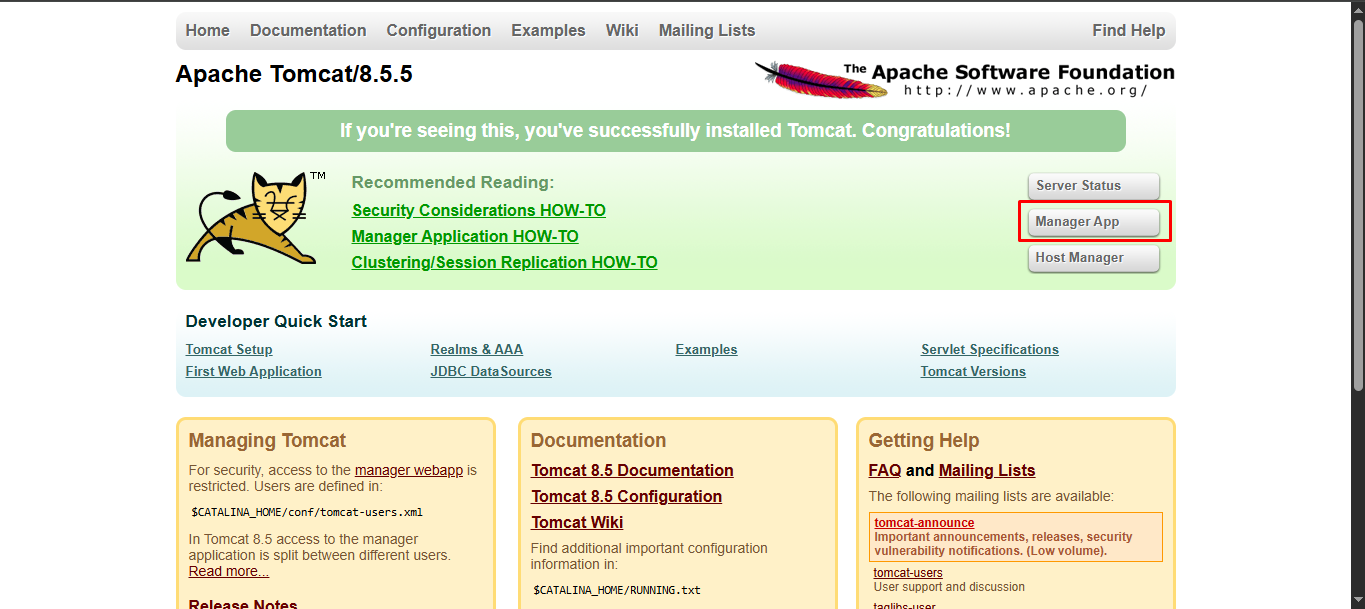 Home Documentation Configuration Examples Wiki Mailing Lists Find Help
Apache Tomcat/8.5.5
The Apache Software Foundation
http://www.apache.org/
If you're seeing this, you've successfully installed Tomcat. Congratulations!
TM
Recommended Reading:
Security Considerations HOW-TO
Manager Application HOW-TO
Clustering/Session Replication HOW-TO
Server Status
Manager App
Host Manager
Developer Quick Start
Tomcat Setup
First Web Application
Realms & AAA
JDBC DataSources
Examples
Servlet Specifications
Tomcat Versions
Managing Tomcat
For security, access to the manager webapp is
restricted. Users are defined in:
$CATALINA_HOME/conf/tomcat-users.xml
In Tomcat 8.5 access to the manager
application is split between different users.
Read more...
Release Notes
Documentation
Tomcat 8.5 Documentation
Tomcat 8.5 Configuration
Tomcat Wiki
Find additional important configuration
information in:
$CATALINA_HOME/RUNNING.txt
Getting Help
FAQ and Mailing Lists
The following mailing lists are available:
tomcat-announce
Important announcements, releases, security
vulnerability notifications. (Low volume).
tomcat-users
User support and discussion
taglibs-user